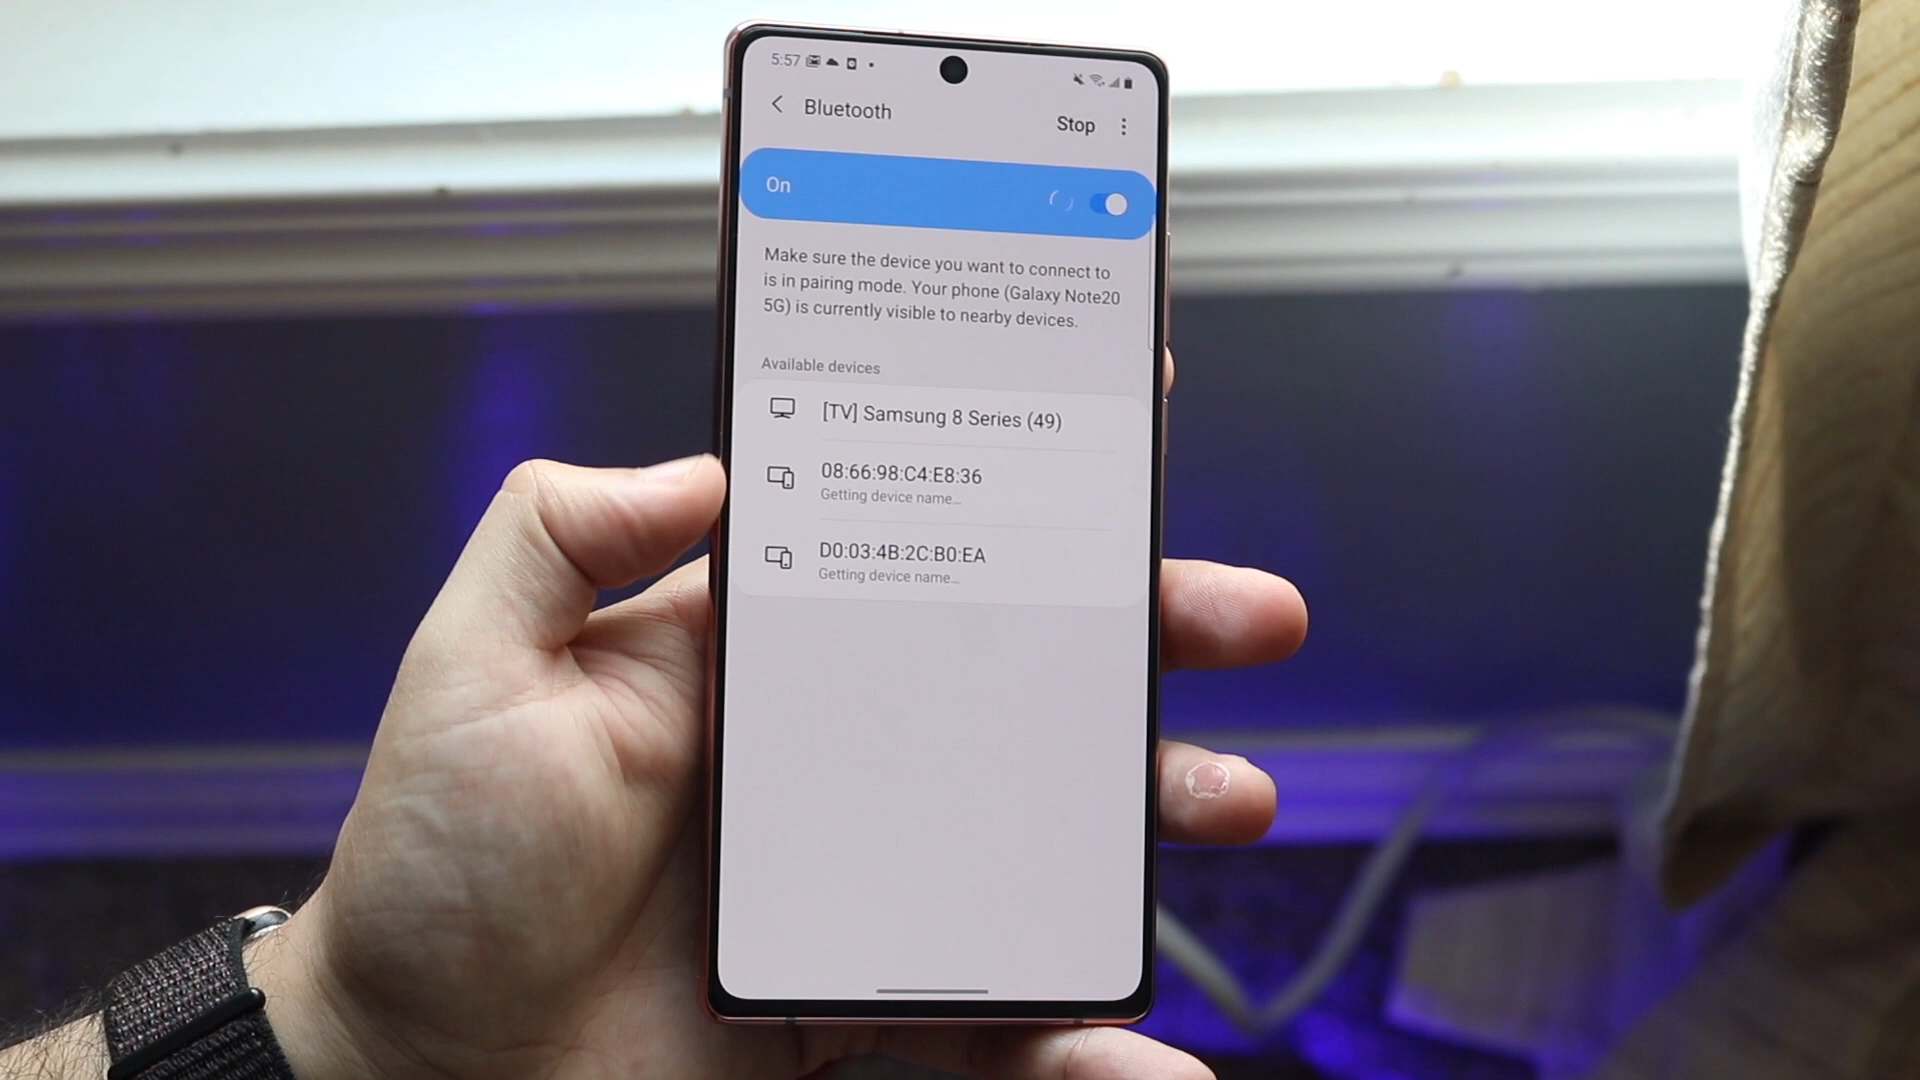 5:57
Bluetooth
Stop
On
Make sure the device you want to connect to
is in pairing mode. Your phone (Galaxy Note20
5G) is currently visible to nearby devices.
Available devices
[TV] Samsung 8 Series (49)
08:66:98:C4:E8:36
Getting device name...
D0:03:4B:2C:B0:EA
Getting device name...